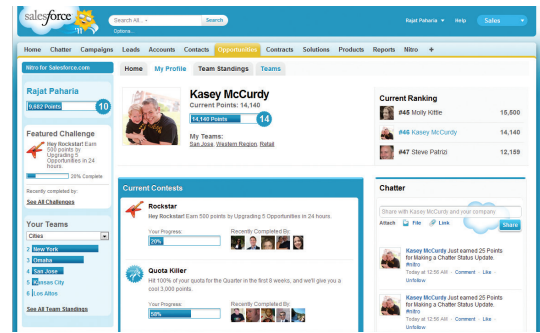 salesforce
Search All...
Search
Options...
Rajat Paharia
Help
Sales
Home Chatter Campaigns Leads Accounts Contacts Opportunities Contracts Solutions Products Reports Nitro +
Nitro for Salesforce.com
Home My Profile Team Standings Teams
Rajat Paharia
9,682 Points 10
Featured Challenge
Hey Rockstar! Earn
500 points by
Upgrading 5
Opportunities in 24
hours.
20% Complete
Recently completed by:
See All Challenges
Your Teams
Cities
2 New York
3 Omaha
4 San Jose
5 Kansas City
6 Los Altos
See All Team Standings
Kasey McCurdy
Current Points: 14,140
14,140 Points 14
My Teams:
San Jose, Western Region, Retail
Current Ranking
#45 Molly Kittle 15,500
#46 Kasey McCurdy 14,140
#47 Steve Patrizi 12,159
Current Contests
Rockstar
Hey Rockstar! Earn 500 points by Upgrading 5 Opportunities in 24 hours.
Your Progress: Recently Completed By:
20%
Quota Killer
Hit 100% of your quota for the Quarter in the first 8 weeks, and we'll give you a
cool 3,000 points.
Your Progress: Recently Completed By:
58%
Chatter
Share with Kasey McCurdy and your company
Attach File Link
Share
Kasey McCurdy Just earned 25 Points
for Making a Chatter Status Update.
#nitro
Today at 12:56 AM · Comment · Like ·
Unfollow
Kasey McCurdy Just earned 25 Points
for Making a Chatter Status Update.
#nitro
Today at 12:56 AM · Comment · Like ·
Unfollow